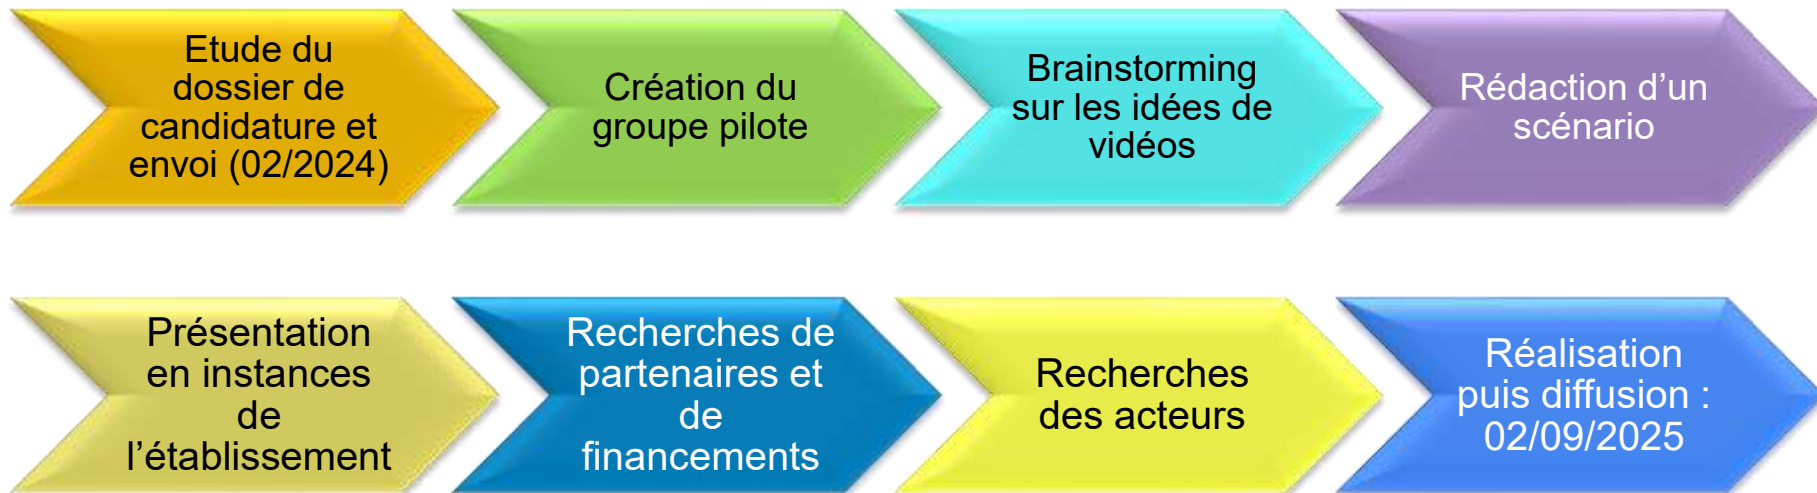 Etude du
dossier de
candidature et
envoi (02/2024)
Création du
groupe pilote
Brainstorming
sur les idées de
vidéos
Rédaction d’un
scénario
Présentation
en instances
de
l’établissement
Recherches de
partenaires et
de
financements
Recherches
des acteurs
Réalisation
puis diffusion :
02/09/2025